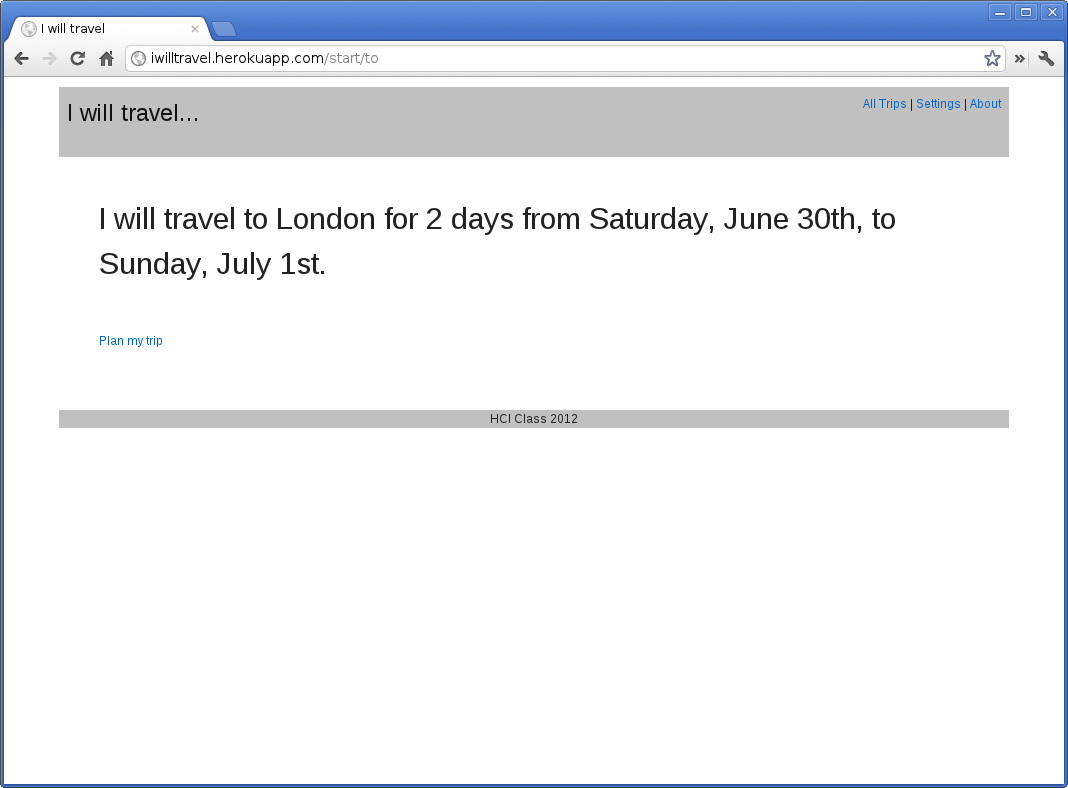 I will travel
iwilltravel.herokuapp.com/start/to
I will travel...
All Trips | Settings | About
I will travel to London for 2 days from Saturday, June 30th, to
Sunday, July 1st.
Plan my trip
HCI Class 2012